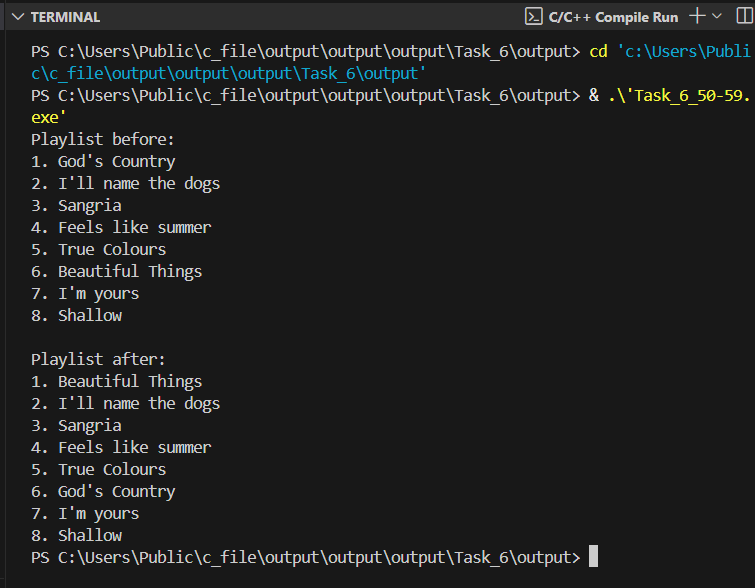 TERMINAL
C/C++ Compile Run
PS C:\Users\Public\c_file\output\output\output\Task_6\output> cd 'c:\Users\Publi
c\c_file\output\output\output\Task_6\output'
PS C:\Users\Public\c_file\output\output\output\Task_6\output> & .\'Task_6_50-59.
exe'
Playlist before:
1. God's Country
2. I'll name the dogs
3. Sangria
4. Feels like summer
5. True Colours
6. Beautiful Things
7. I'm yours
8. Shallow

Playlist after:
1. Beautiful Things
2. I'll name the dogs
3. Sangria
4. Feels like summer
5. True Colours
6. God's Country
7. I'm yours
8. Shallow
PS C:\Users\Public\c_file\output\output\output\Task_6\output>